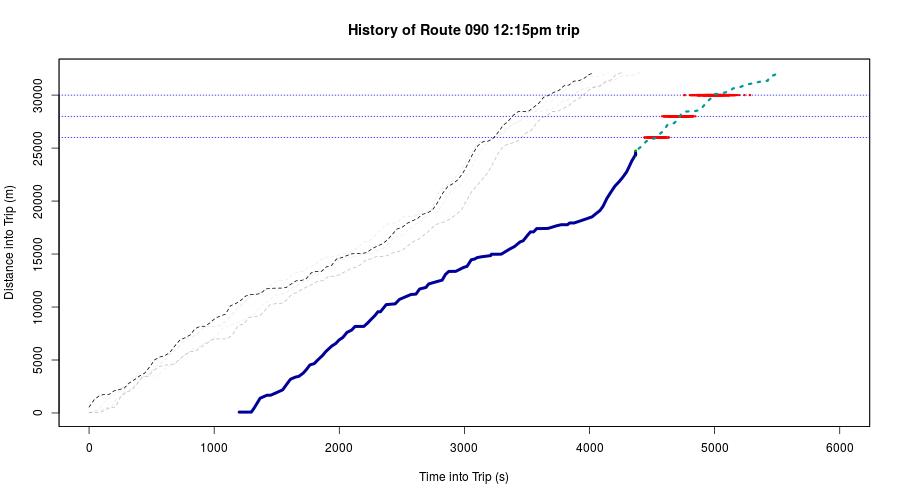 History of Route 090 12:15pm trip
Distance into Trip (m)
30000
25000
20000
15000
10000
5000
0
0 1000 2000 3000 4000 5000 6000
Time into Trip (s)